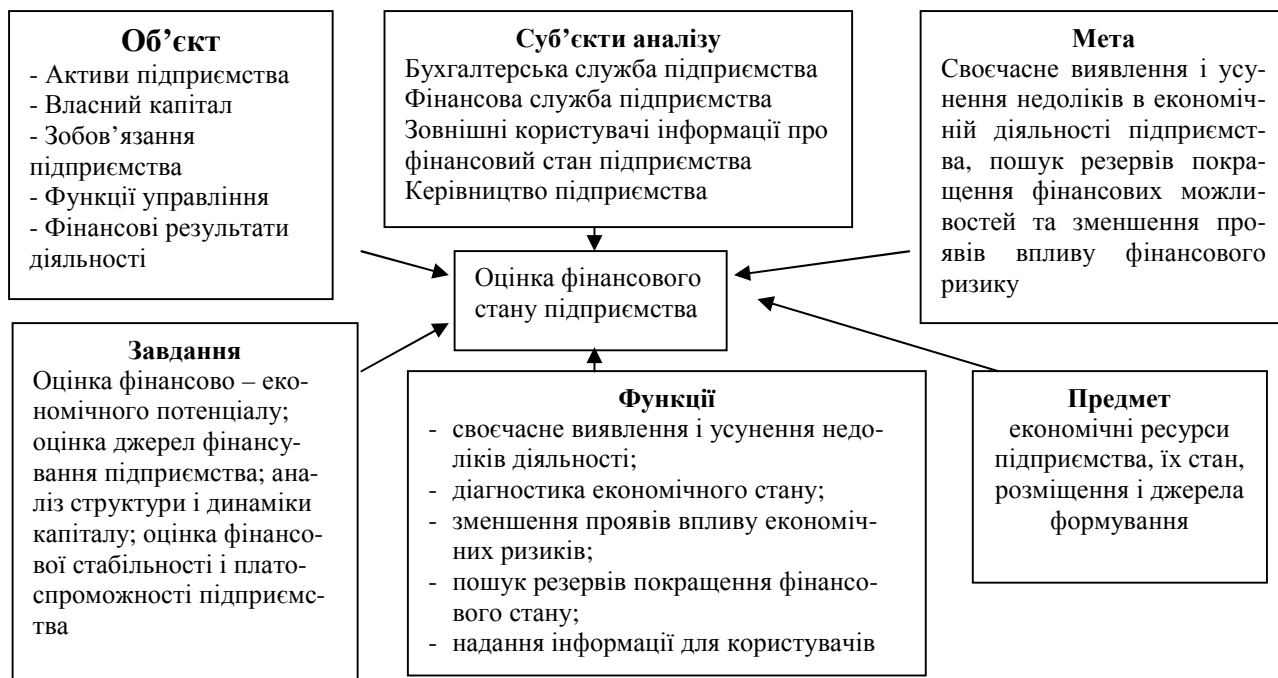 Об’єкт
- Активи підприємства
- Власний капітал
- Зобов’язання
підприємства
- Функції управління
- Фінансові результати
діяльності
Суб’єкти аналізу
Бухгалтерська служба підприємства
Фінансова служба підприємства
Зовнішні користувачі інформації про
фінансовий стан підприємства
Керівництво підприємства
Мета
Своєчасне виявлення і усу-
нення недоліків в економіч-
ній діяльності підприємст-
ва, пошук резервів покра-
щення фінансових можли-
востей та зменшення про-
явів впливу фінансового
ризику
Оцінка фінансового
стану підприємства
Завдання
Оцінка фінансово – еко-
номічного потенціалу;
оцінка джерел фінансу-
вання підприємства; ана-
ліз структури і динаміки
капіталу; оцінка фінансо-
вої стабільності і плато-
спроможності підприємс-
тва
Функції
- своєчасне виявлення і усунення недо-
ліків діяльності;
- діагностика економічного стану;
- зменшення проявів впливу економіч-
них ризиків;
- пошук резервів покращення фінансо-
вого стану;
- надання інформації для користувачів
Предмет
економічні ресурси
підприємства, їх стан,
розміщення і джерела
формування